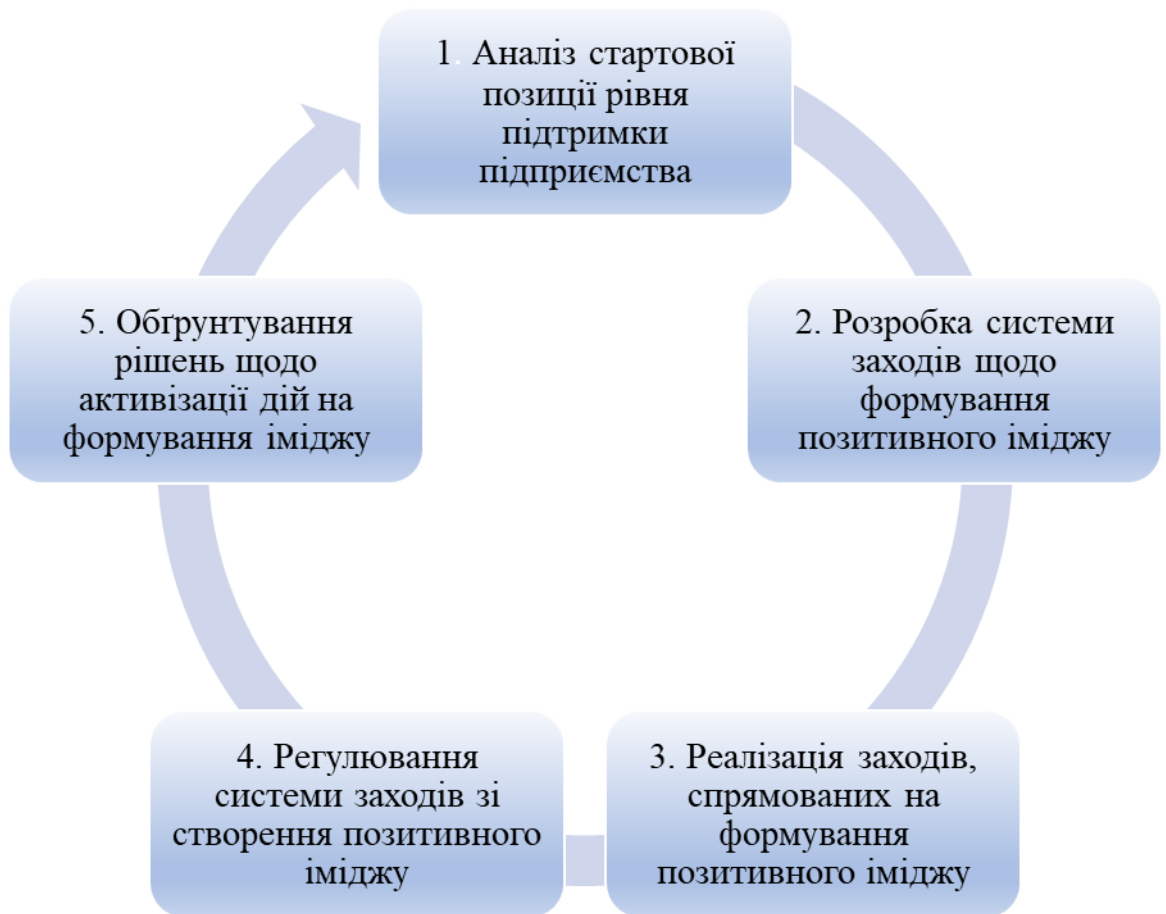 1. Аналіз стартової
позиції рівня
підтримки
підприємства
2. Розробка системи
заходів щодо
формування
позитивного іміджу
3. Реалізація заходів,
спрямованих на
формування
позитивного іміджу
4. Регулювання
системи заходів зі
створення позитивного
іміджу
5. Обґрунтування
рішень щодо
активізації дій на
формування іміджу